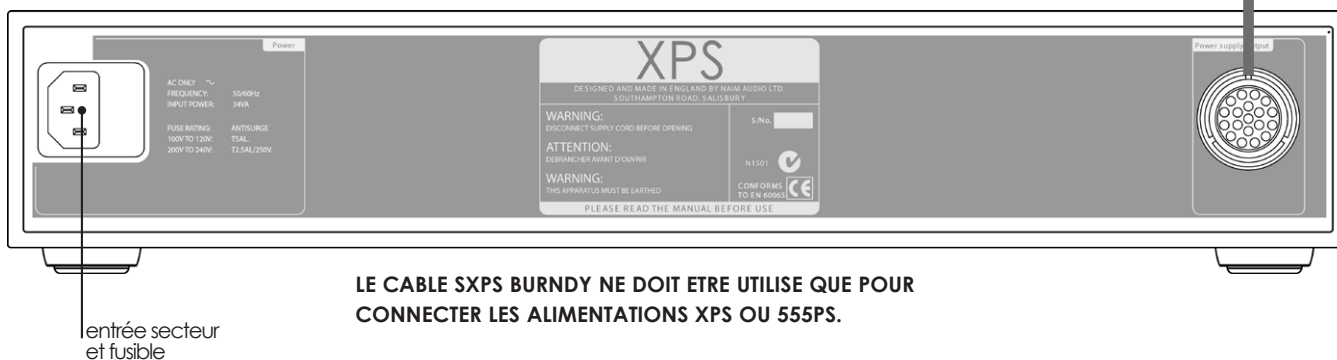 Power
AC ONLY ~
FREQUENCY: 50/60Hz
INPUT POWER: 34VA
FUSE RATING: ANTISURGE
100V TO 120V: T5AL.
200V TO 240V: T2.5AL/250V.
XPS
DESIGNED AND MADE IN ENGLAND BY NAIM AUDIO LTD.
SOUTHAMPTON ROAD, SALISBURY
WARNING:
DISCONNECT SUPPLY CORD BEFORE OPENING
ATTENTION:
DEBRANCHER AVANT D'OUVRIR
WARNING:
THIS APPARATUS MUST BE EARTHED
S/No.
N1501
CONFORMS
TO EN 60065
CE
PLEASE READ THE MANUAL BEFORE USE
Power supply output
LE CABLE SXPS BURNDY NE DOIT ETRE UTILISE QUE POUR
CONNECTER LES ALIMENTATIONS XPS OU 555PS.
entrée secteur
et fusible